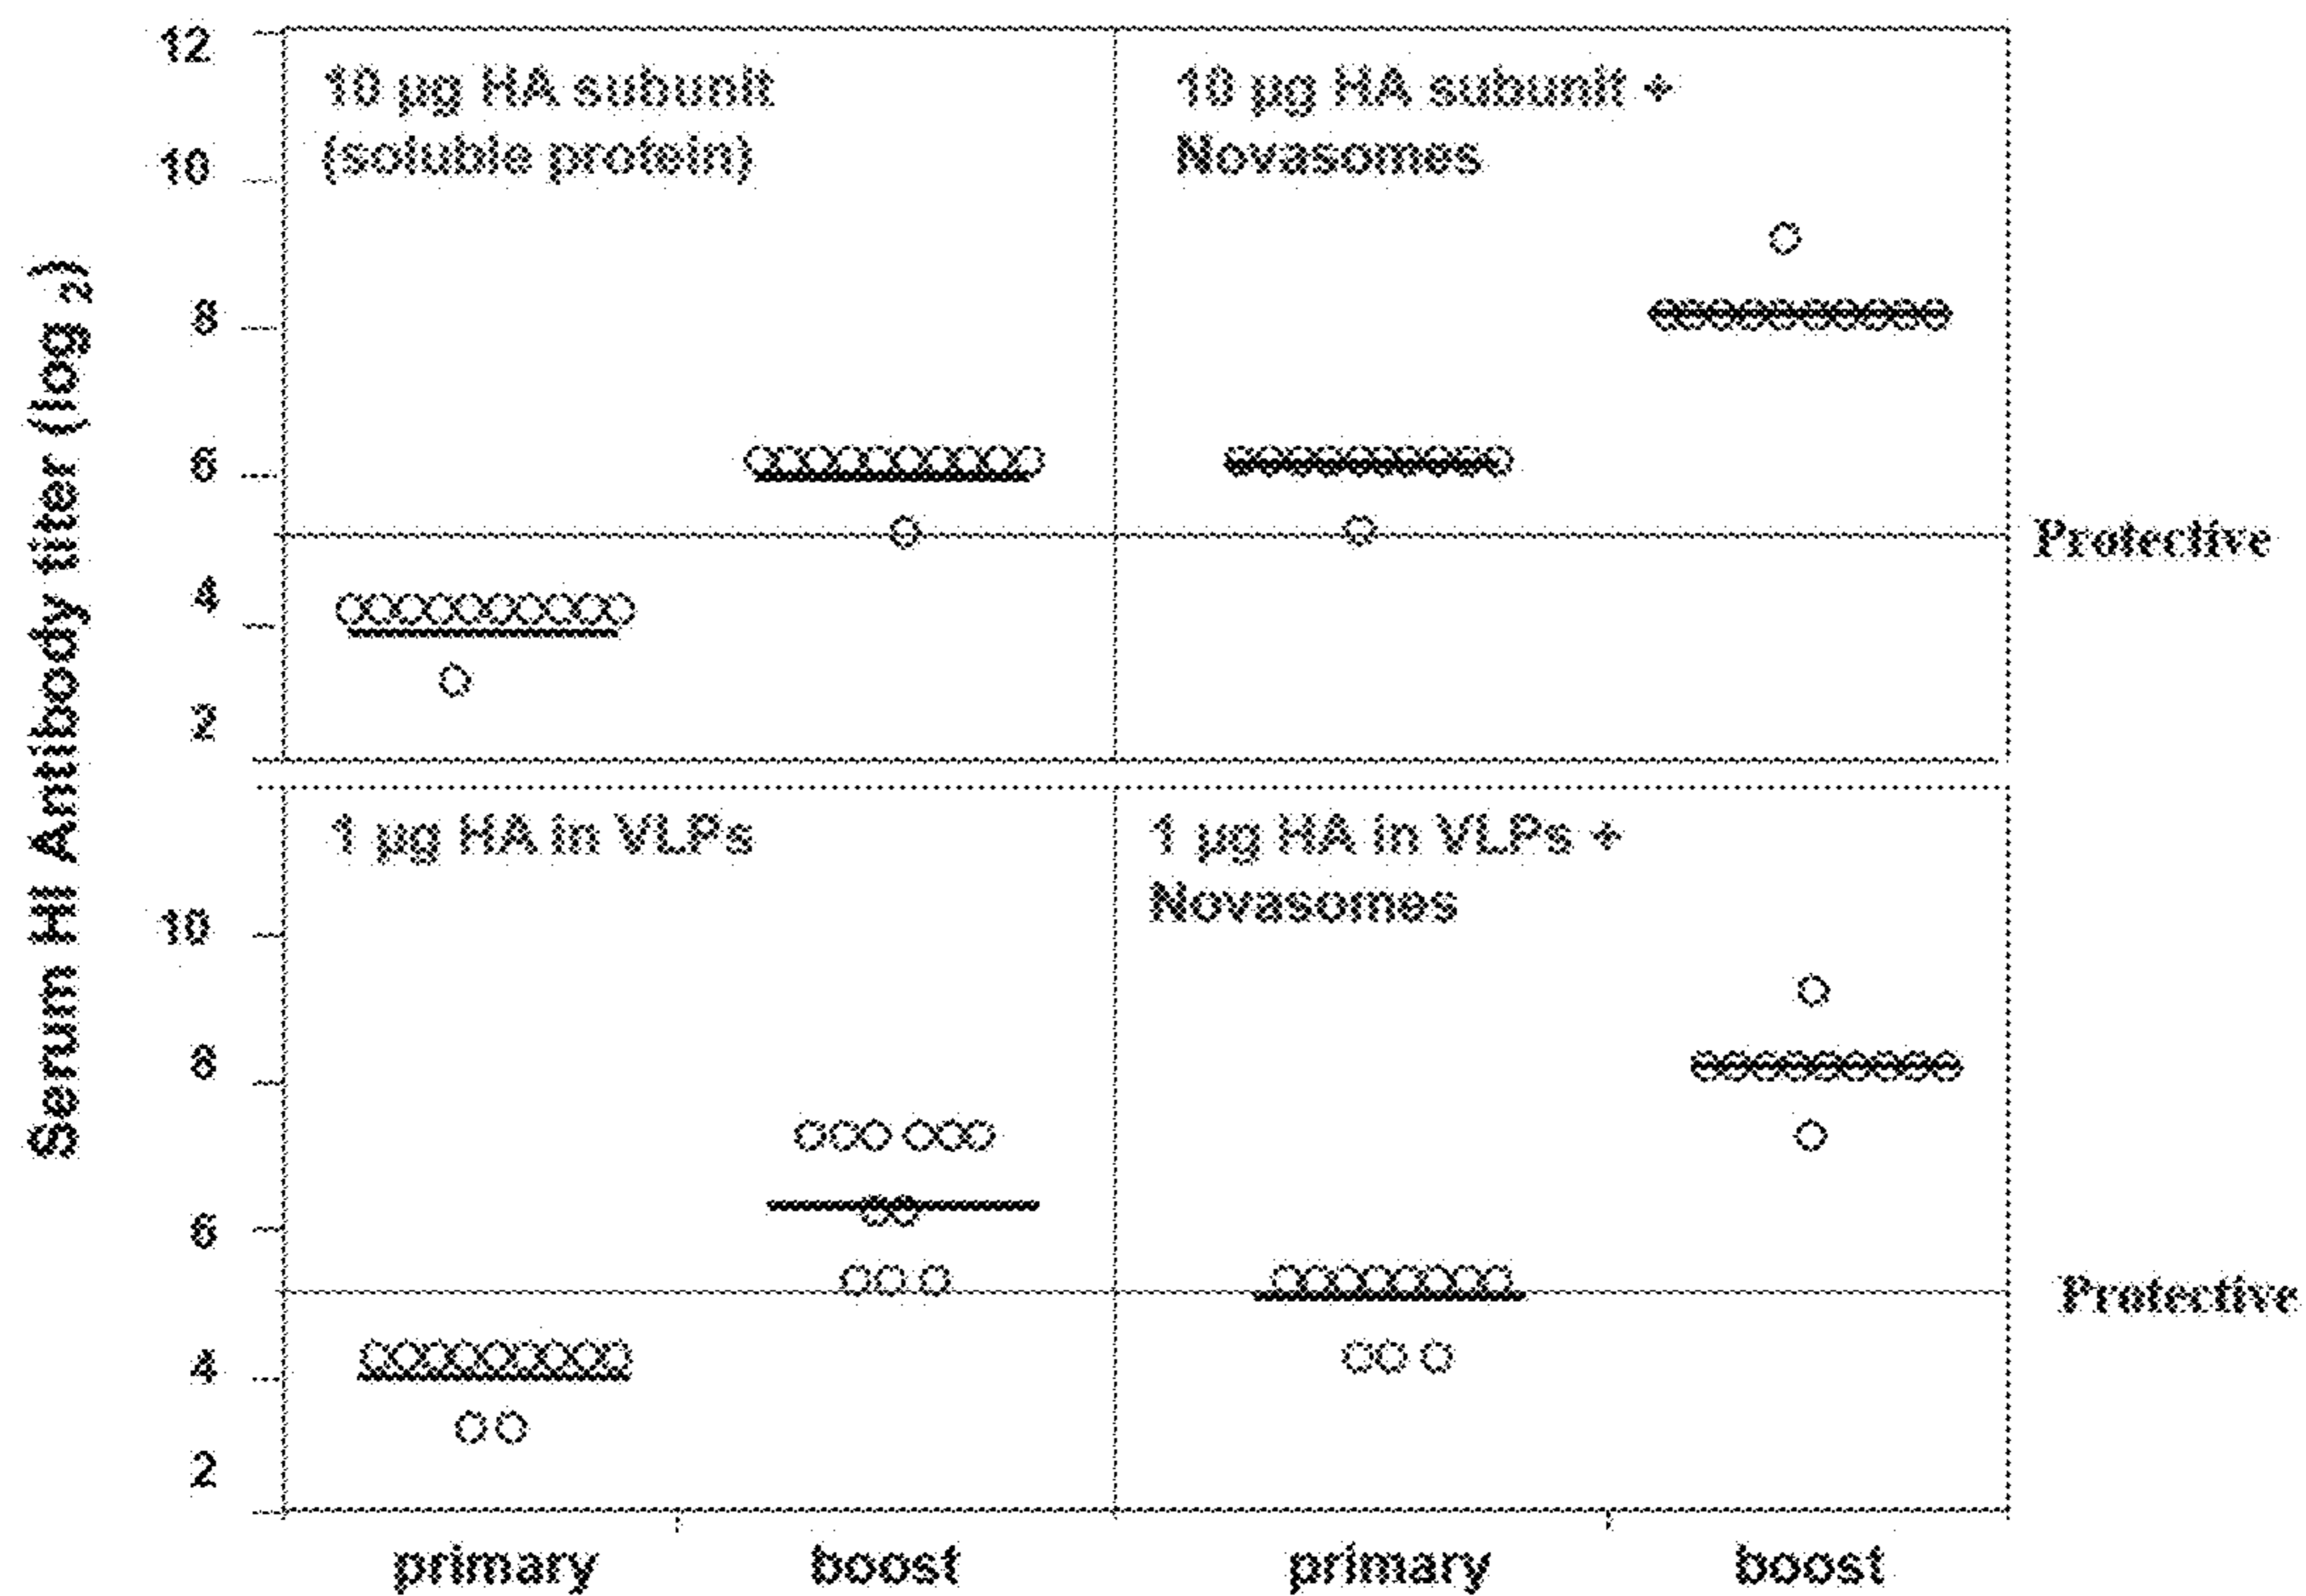 Serum HI Antibody titer (log 2)
12
10
8
6
4
2
10 µg HA subunit
(soluble protein)
10 µg HA subunit +
Novasomes
Protective
10
8
6
4
2
1 µg HA in VLPs
1 µg HA in VLPs +
Novasomes
Protective
primary boost primary boost